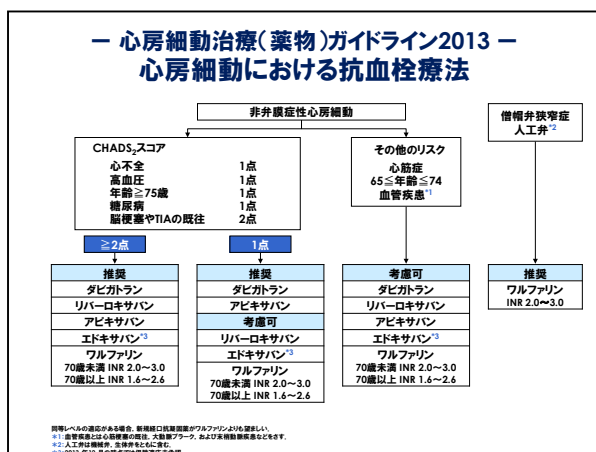 ― 心房細動治療(薬物)ガイドライン2013 ―
心房細動における抗血栓療法
非弁膜症性心房細動
僧帽弁狭窄症
人工弁*2
CHADS2スコア
心不全 1点
高血圧 1点
年齢≧75歳 1点
糖尿病 1点
脳梗塞やTIAの既往 2点
その他のリスク
心筋症
65≦年齢≦74
血管疾患*1
≧2点
1点
推奨
ダビガトラン
リバーロキサバン
アピキサバン
エドキサバン*3
ワルファリン
70歳未満 INR 2.0~3.0
70歳以上 INR 1.6~2.6
推奨
ダビガトラン
アピキサバン
考慮可
リバーロキサバン
エドキサバン*3
ワルファリン
70歳未満 INR 2.0~3.0
70歳以上 INR 1.6~2.6
考慮可
ダビガトラン
リバーロキサバン
アピキサバン
エドキサバン*3
ワルファリン
70歳未満 INR 2.0~3.0
70歳以上 INR 1.6~2.6
推奨
ワルファリン
INR 2.0~3.0
同等レベルの適応がある場合、新規経口抗凝固薬がワルファリンよりも望ましい.
*1:血管疾患とは心筋梗塞の既往、大動脈プラーク、および末梢動脈疾患などをさす.
*2:人工弁は機械弁、生体弁をともに含む.